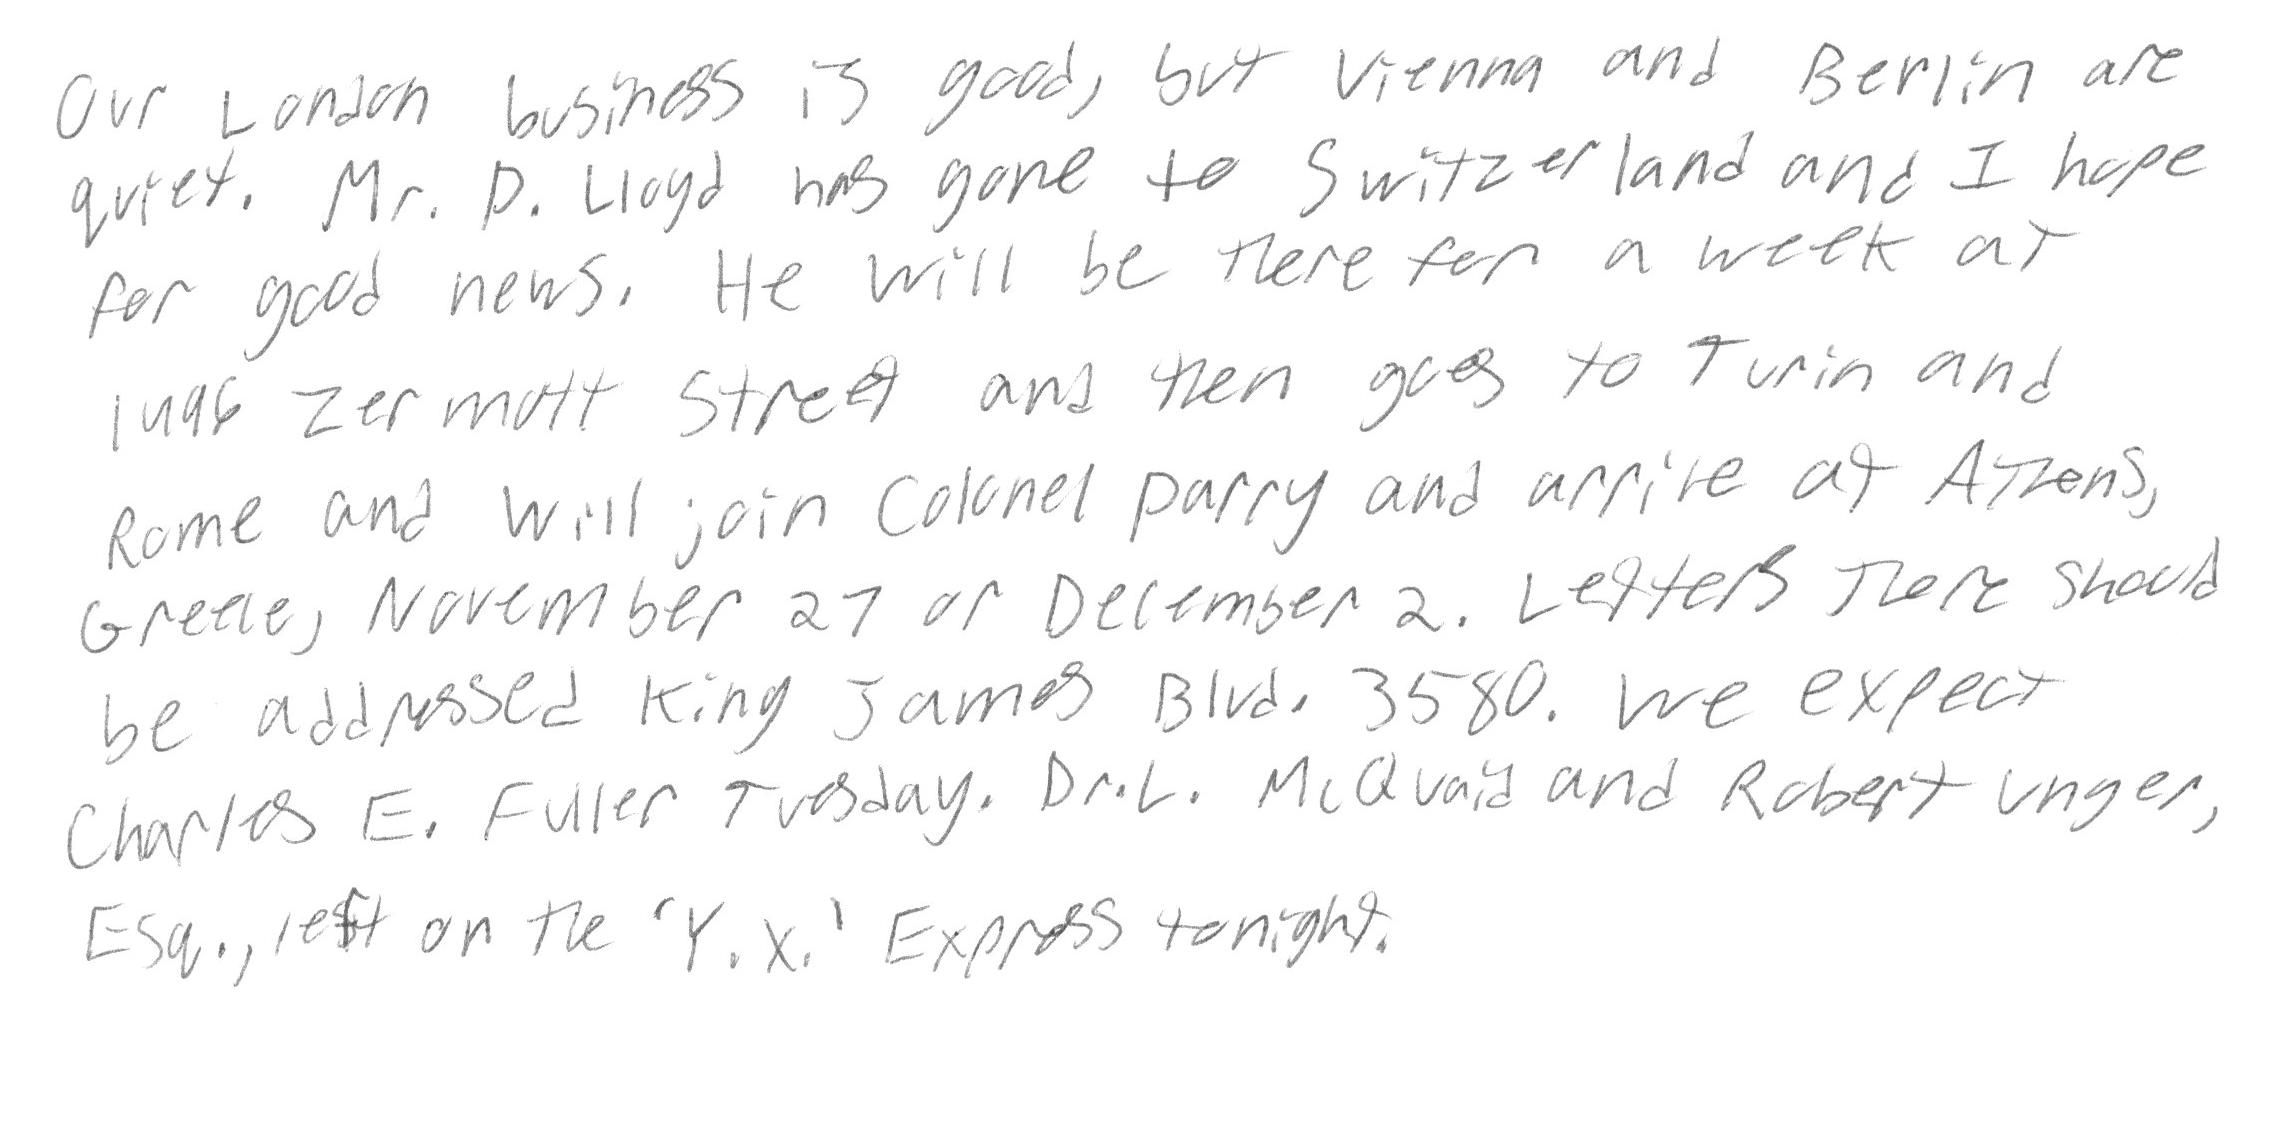 Our London business is good, but Vienna and Berlin are
quiet. Mr. D. Lloyd has gone to Switzerland and I hope
for good news. He will be there for a week at
1496 Zermott Street and then goes to Turin and
Rome and will join Colonel Parry and arrive at Athens,
Greece, November 27 or December 2. Letters there should
be addressed King James Blvd. 3580. We expect
Charles E. Fuller Tuesday. Dr. L. McQuaid and Robert Unger,
Esq., left on the 'Y.X.' Express tonight.